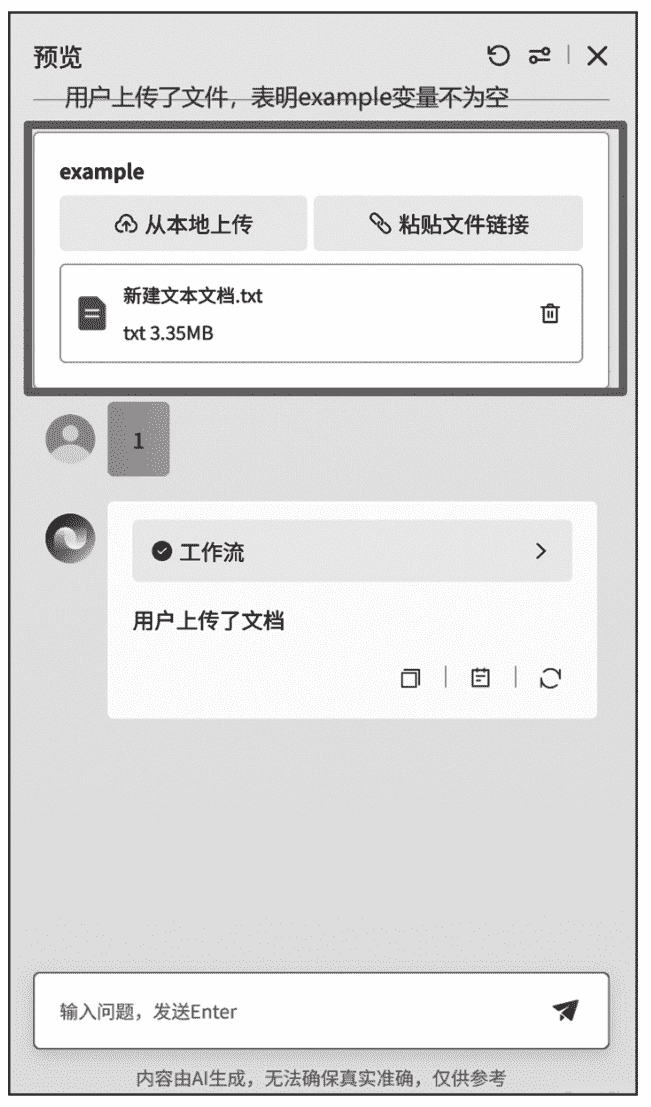 预览
用户上传了文件，表明example变量不为空
example
从本地上传 粘贴文件链接
新建文本文档.txt
txt 3.35MB
1
工作流
用户上传了文档
输入问题，发送Enter
内容由AI生成，无法确保真实准确，仅供参考